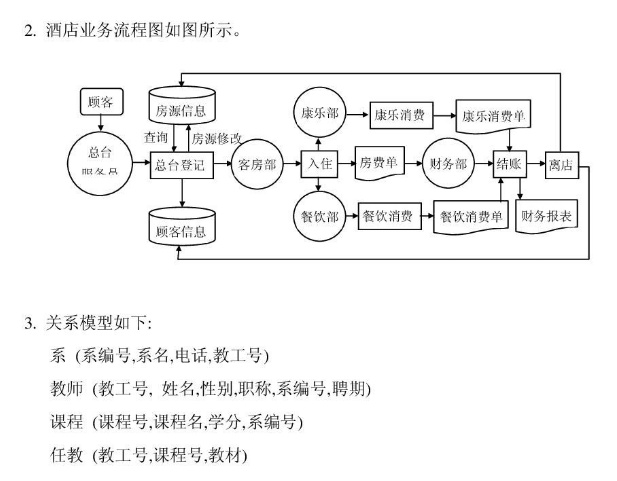 2. 酒店业务流程图如图所示。
顾客
房源信息
康乐部
康乐消费
康乐消费单
查询
房源修改
总台
总台登记
客房部
入住
房费单
财务部
结账
离店
顾客信息
餐饮部
餐饮消费
餐饮消费单
财务报表
3. 关系模型如下:
系 (系编号,系名,电话,教工号)
教师 (教工号, 姓名,性别,职称,系编号,聘期)
课程 (课程号,课程名,学分,系编号)
任教 (教工号,课程号,教材)